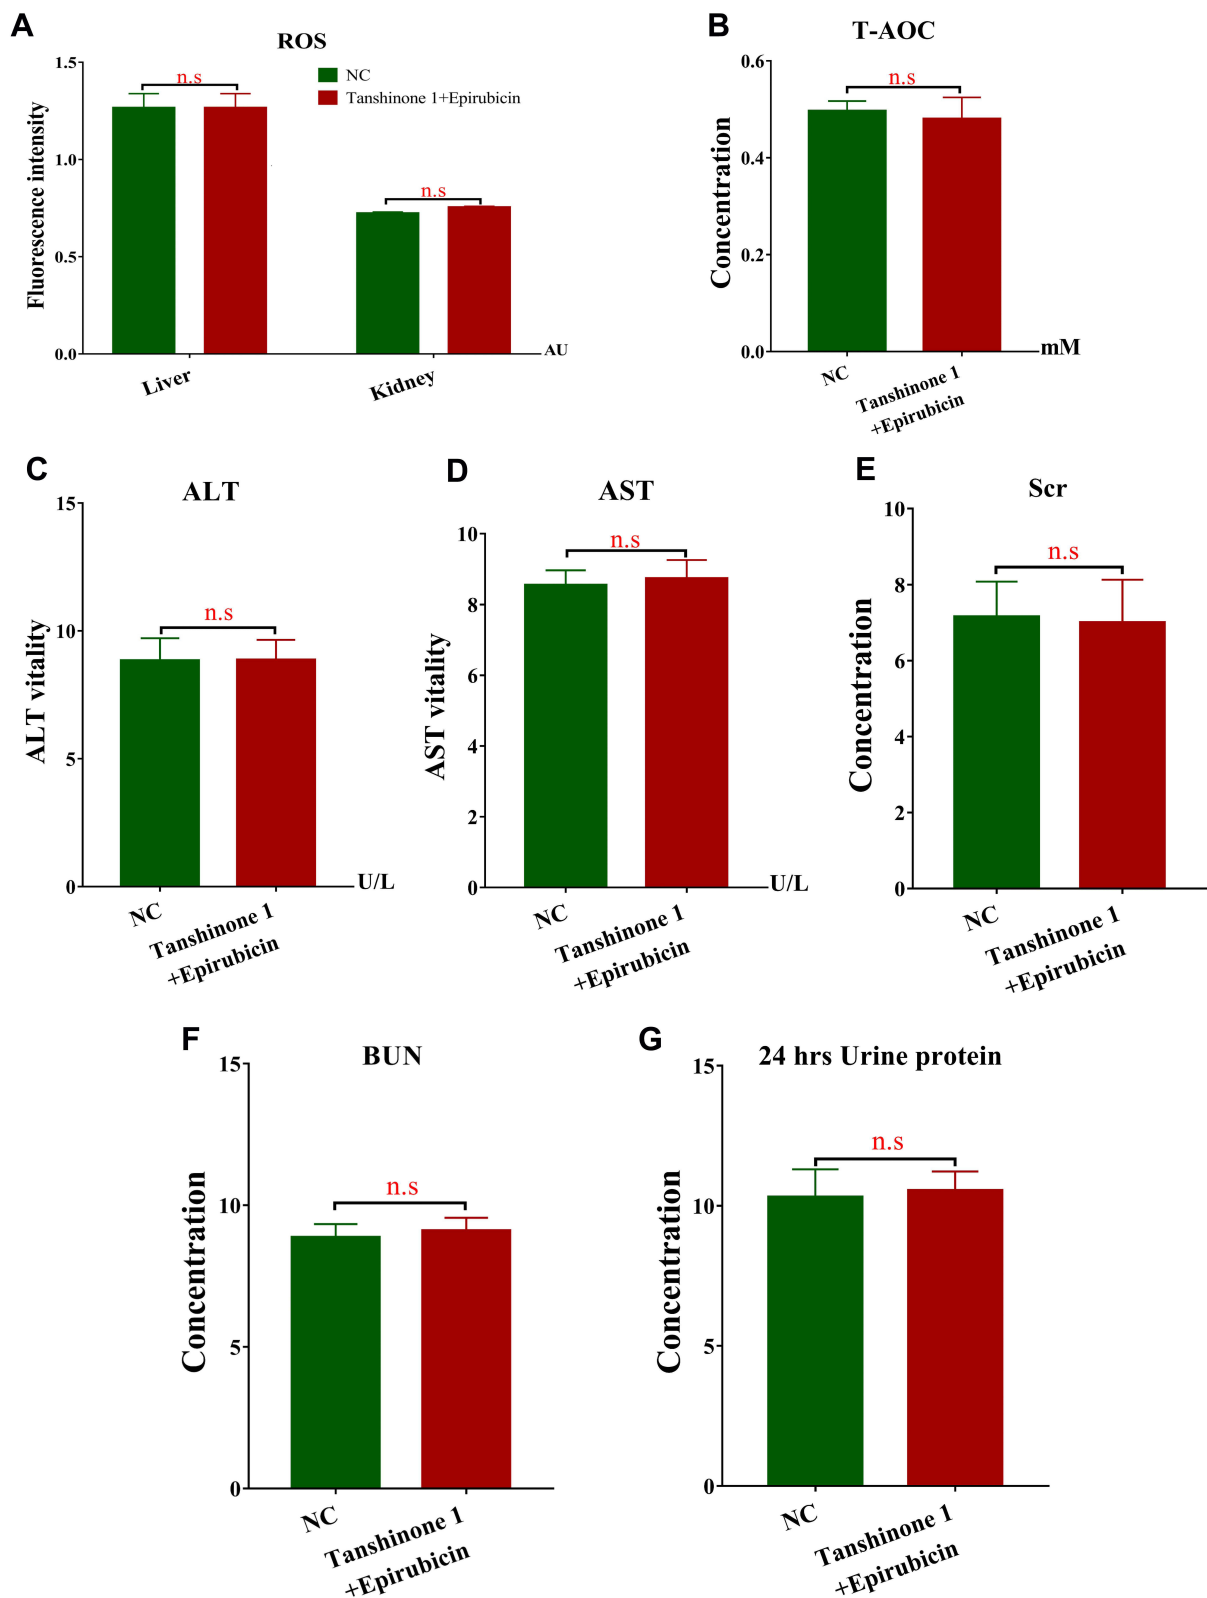 A
ROS
1.5
1.0
0.5
0.0
Fluorescence intensity
n.s
n.s
NC
Tanshinone 1+Epirubicin
Liver
Kidney
AU
B
T-AOC
0.6
0.4
0.2
0.0
Concentration
n.s
NC
Tanshinone 1
+Epirubicin
mM
C
ALT
15
10
5
0
ALT vitality
n.s
NC
Tanshinone 1
+Epirubicin
U/L
D
AST
10
8
6
4
2
0
AST vitality
n.s
NC
Tanshinone 1
+Epirubicin
U/L
E
Scr
10
8
6
4
2
0
Concentration
n.s
NC
Tanshinone 1
+Epirubicin
F
BUN
15
10
5
0
Concentration
n.s
NC
Tanshinone 1
+Epirubicin
G
24 hrs Urine protein
15
10
5
0
Concentration
n.s
NC
Tanshinone 1
+Epirubicin